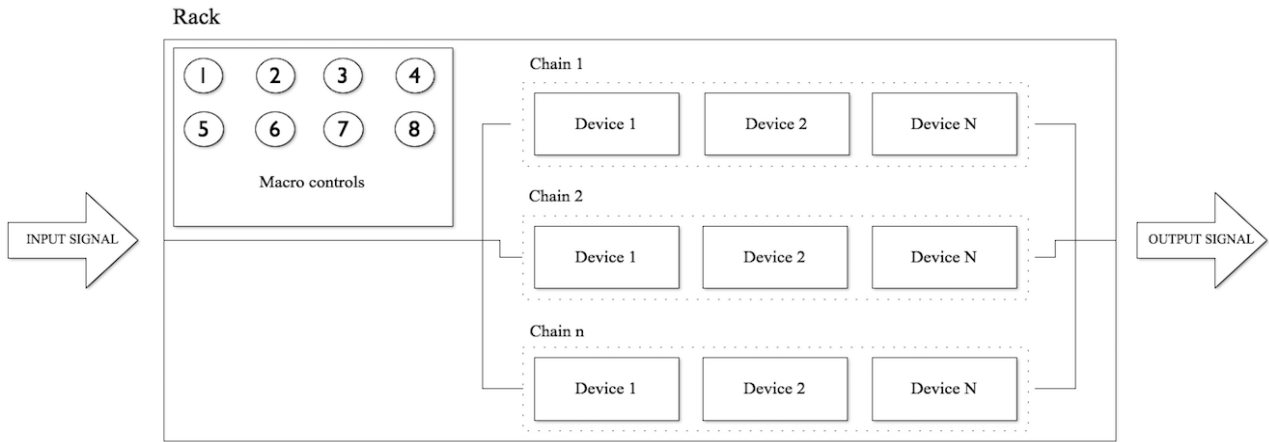 Rack
1 2 3 4
5 6 7 8
Macro controls
INPUT SIGNAL
Chain 1
Device 1 Device 2 Device N
Chain 2
Device 1 Device 2 Device N
Chain n
Device 1 Device 2 Device N
OUTPUT SIGNAL